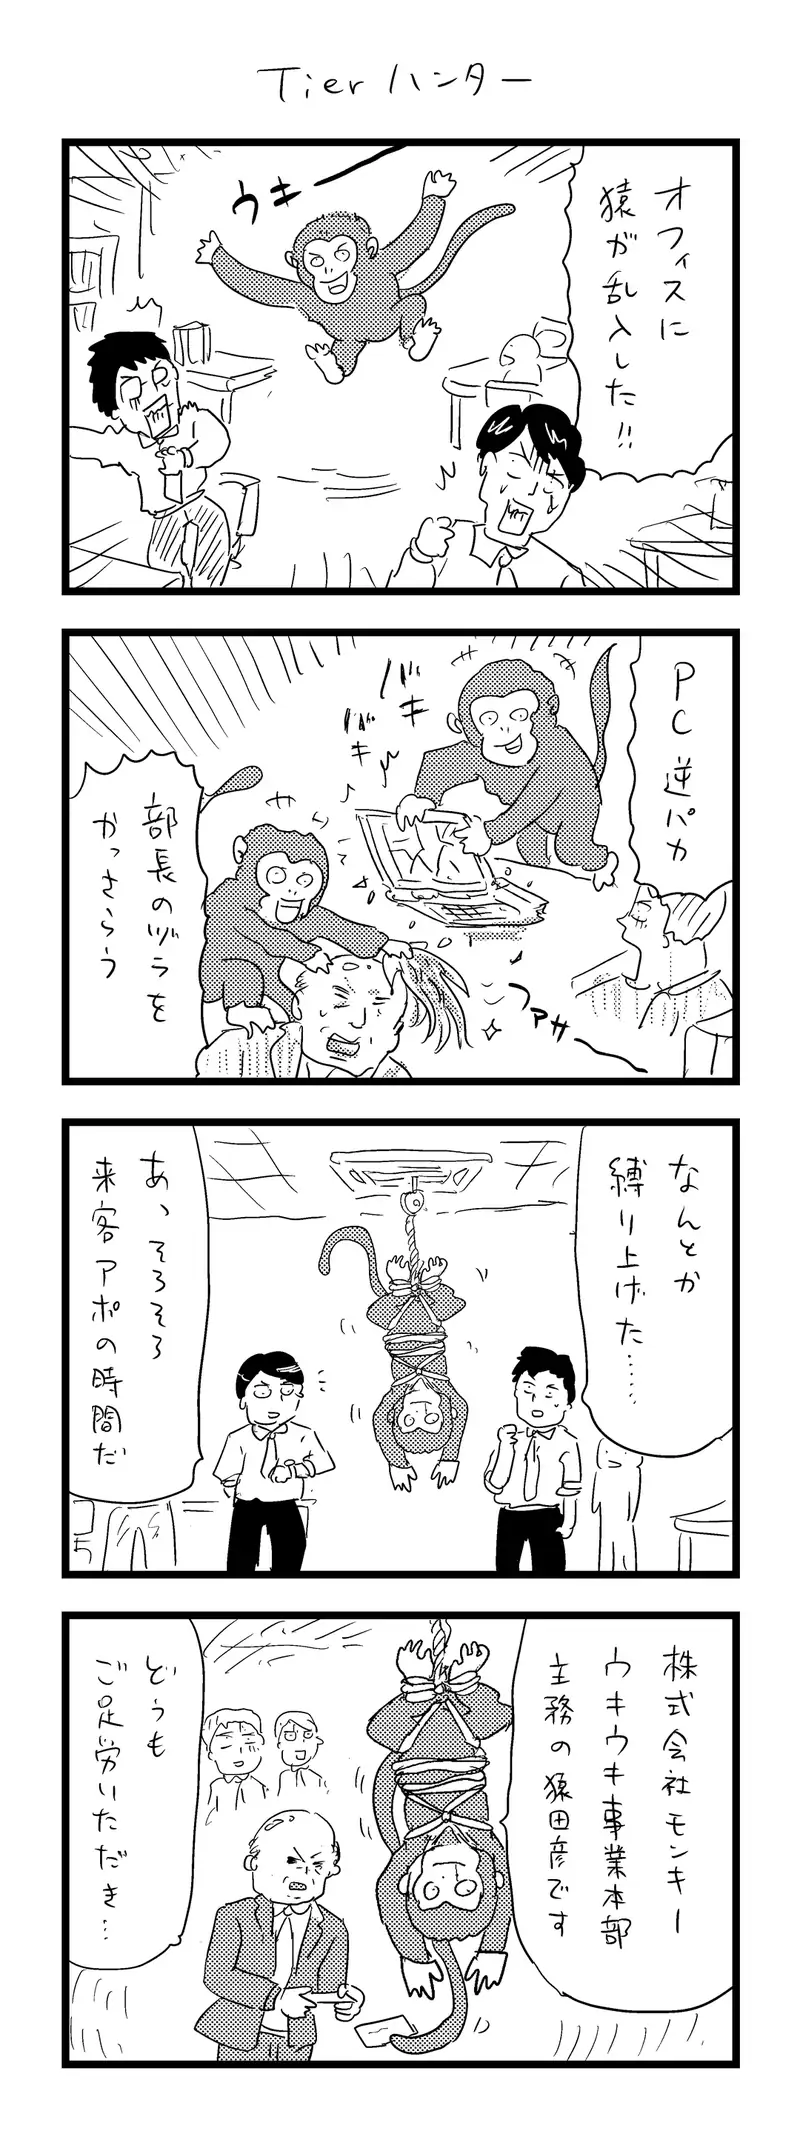 Tierハンター
オフィスに
猿が乱入した!!
ウキー
PC逆パカ
バキ
バキ
部長のヅラを
かっさらう
ファサー
なんとか
縛り上げた……
あ、そろそろ
来客アポの時間だ
株式会社モンキー
ウキウキ事業本部
主務の猿田彦です
どうも
ご足労いただき…